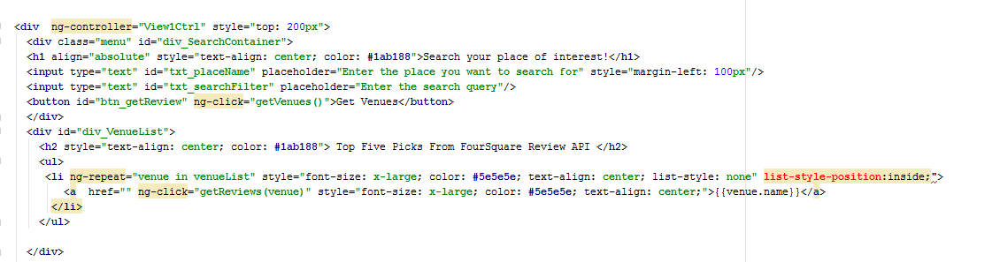 <div  ng-controller="View1Ctrl" style="top: 200px">
<div class="menu" id="div_SearchContainer">
<h1 align="absolute" style="text-align: center; color: #1ab188">Search your place of interest!</h1>
<input type="text" id="txt_placeName" placeholder="Enter the place you want to search for" style="margin-left: 100px"/>
<input type="text" id="txt_searchFilter" placeholder="Enter the search query"/>
<button id="btn_getReview" ng-click="getVenues()">Get Venues</button>
</div>
<div id="div_VenueList">
<h2 style="text-align: center; color: #1ab188"> Top Five Picks From FourSquare Review API </h2>
<ul>
<li ng-repeat="venue in venueList" style="font-size: x-large; color: #5e5e5e; text-align: center; list-style: none" list-style-position:inside;">
<a  href="" ng-click="getReviews(venue)" style="font-size: x-large; color: #5e5e5e; text-align: center;">{{venue.name}}</a>
</li>
</ul>
</div>